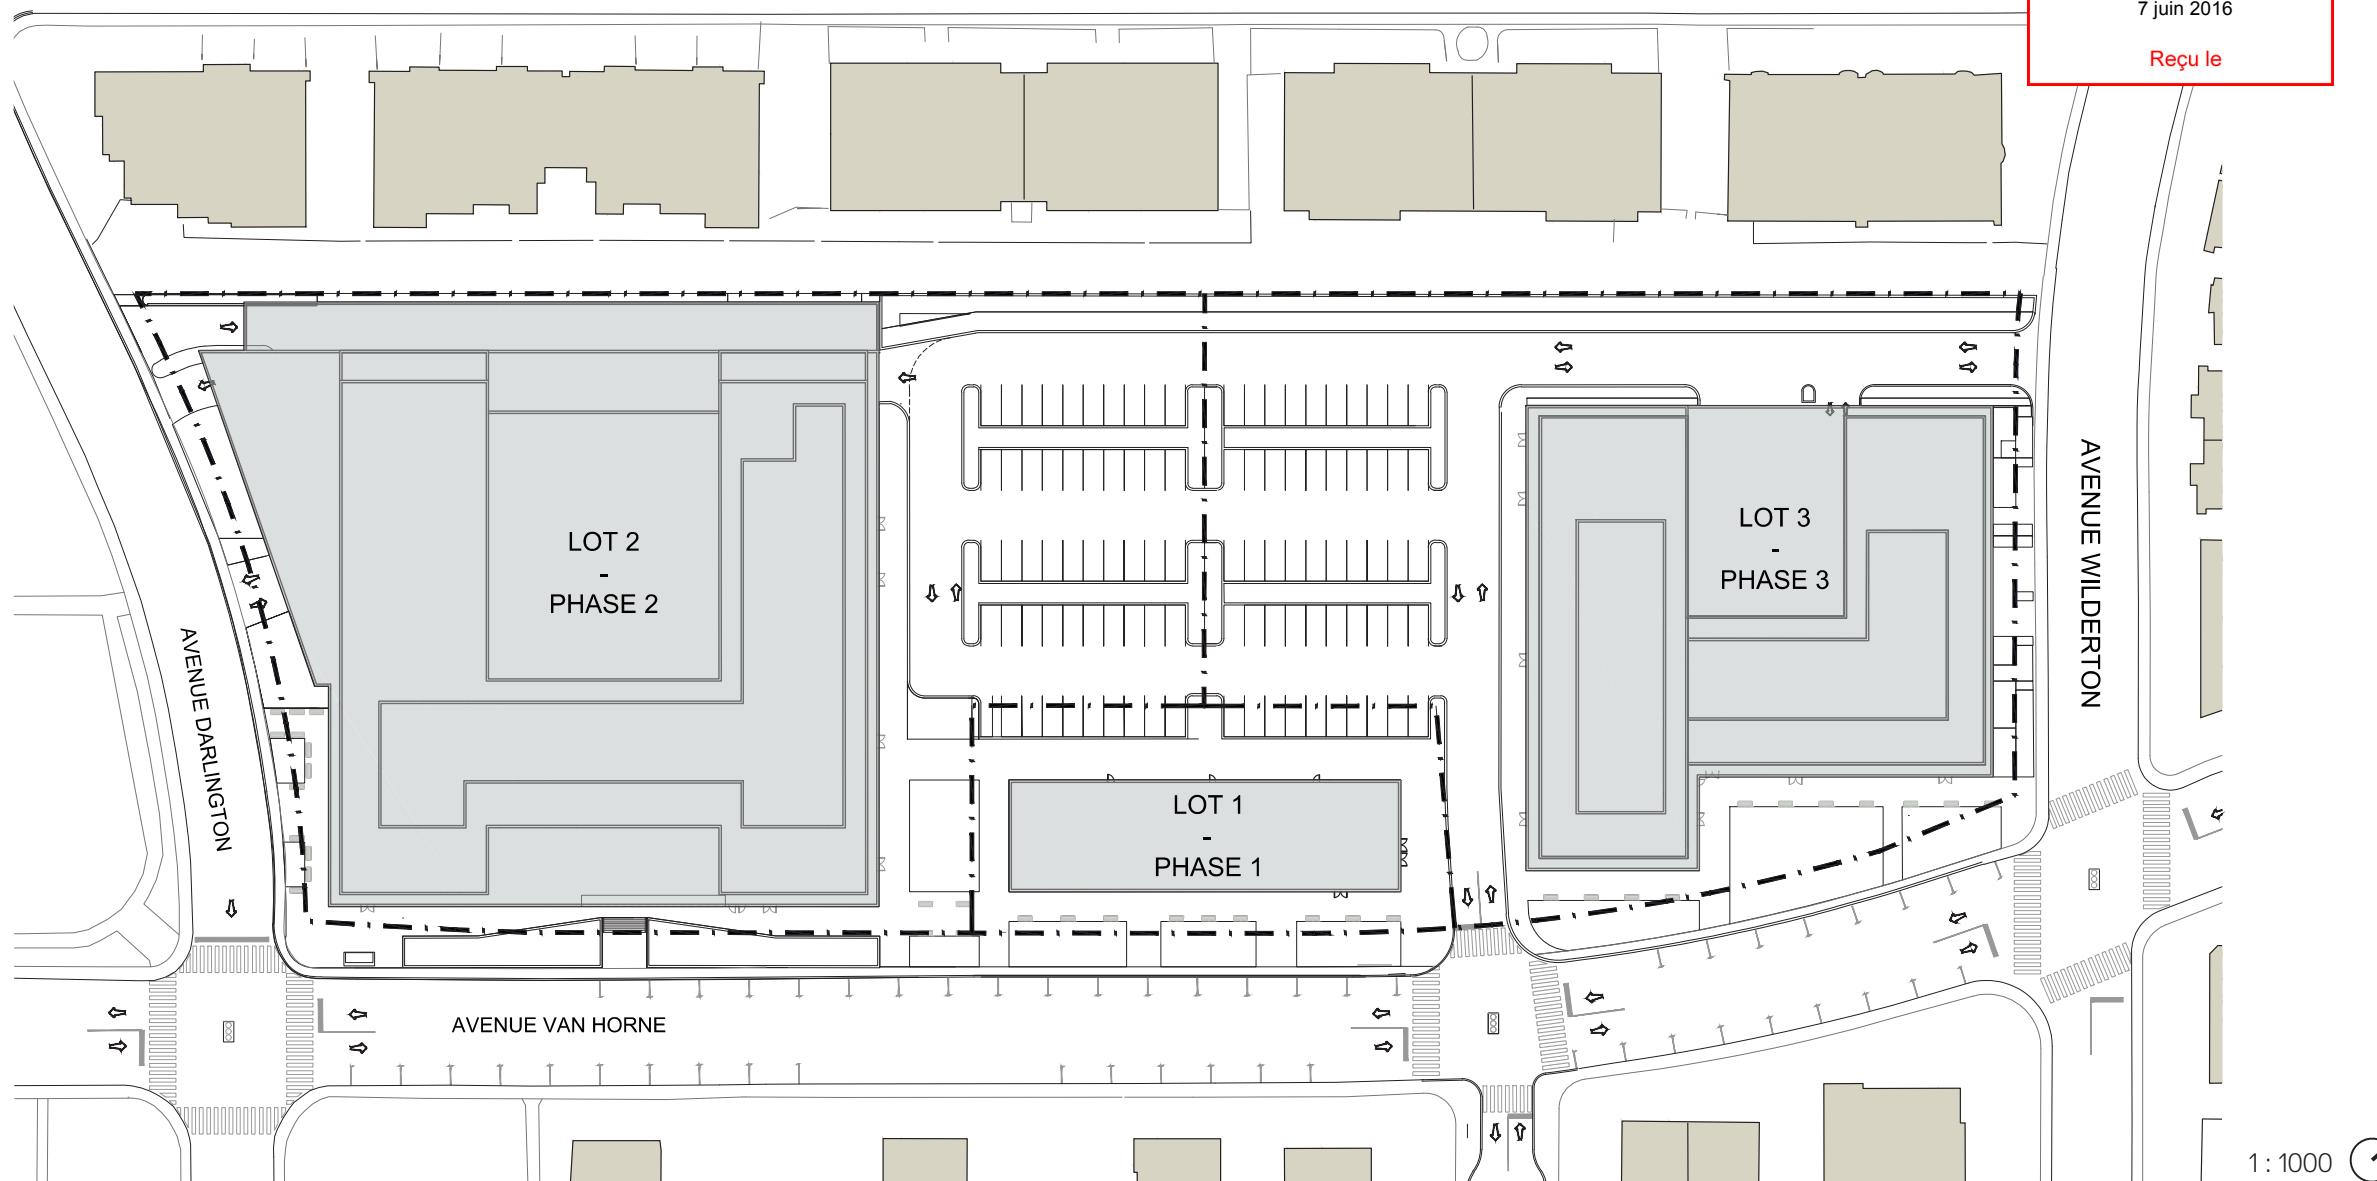 7 juin 2016
Reçu le
LOT 2
-
PHASE 2
LOT 3
-
PHASE 3
LOT 1
-
PHASE 1
AVENUE DARLINGTON
AVENUE WILDERTON
AVENUE VAN HORNE
1 : 1000